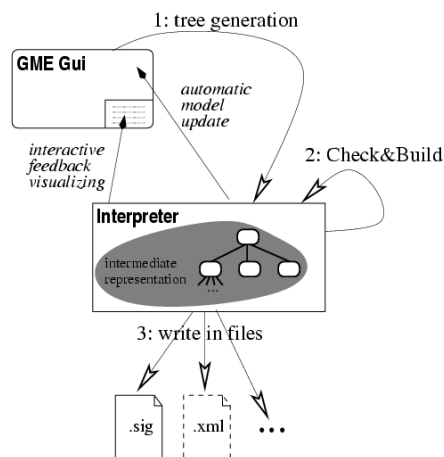 1: tree generation
GME Gui
automatic
model
update
interactive
feedback
visualizing
2: Check&Build
Interpreter
intermediate
representation
...
3: write in files
.sig
.xml
...